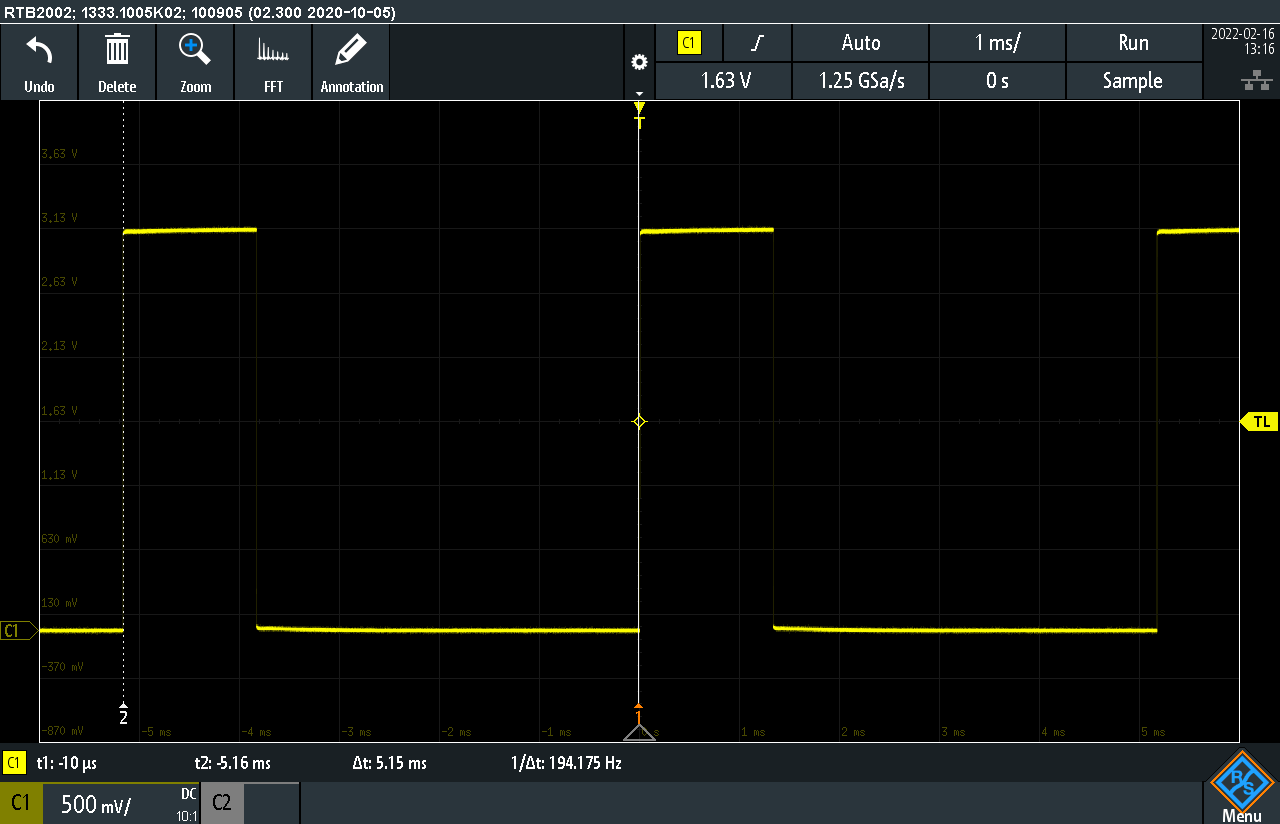 RTB2002; 1333.1005K02; 100905 (02.300 2020-10-05)
Undo Delete Zoom FFT Annotation
C1 Auto 1 ms/ Run
1.63 V 1.25 GSa/s 0 s Sample
2022-02-16
13:16
T
3.63 V
3.13 V
2.63 V
2.13 V
1.63 V
TL
1.13 V
630 mV
130 mV
C1
-370 mV
2 1
-870 mV -5 ms -4 ms -3 ms -2 ms -1 ms s 1 ms 2 ms 3 ms 4 ms 5 ms
C1 t1: -10 µs t2: -5.16 ms Δt: 5.15 ms 1/Δt: 194.175 Hz
C1 500 mV/ DC 10:1 C2
R S
Menu